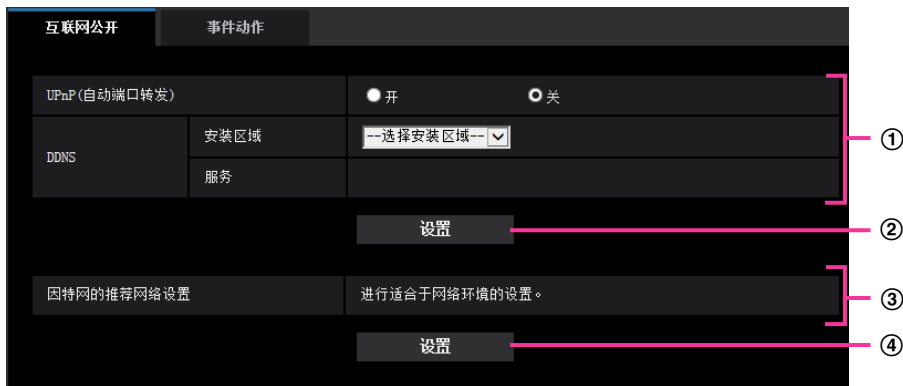 互联网公开 事件动作
UPnP(自动端口转发) 开 关
①
DDNS
安装区域 --选择安装区域--
服务
设置
②
因特网的推荐网络设置 进行适合于网络环境的设置。
③
设置
④